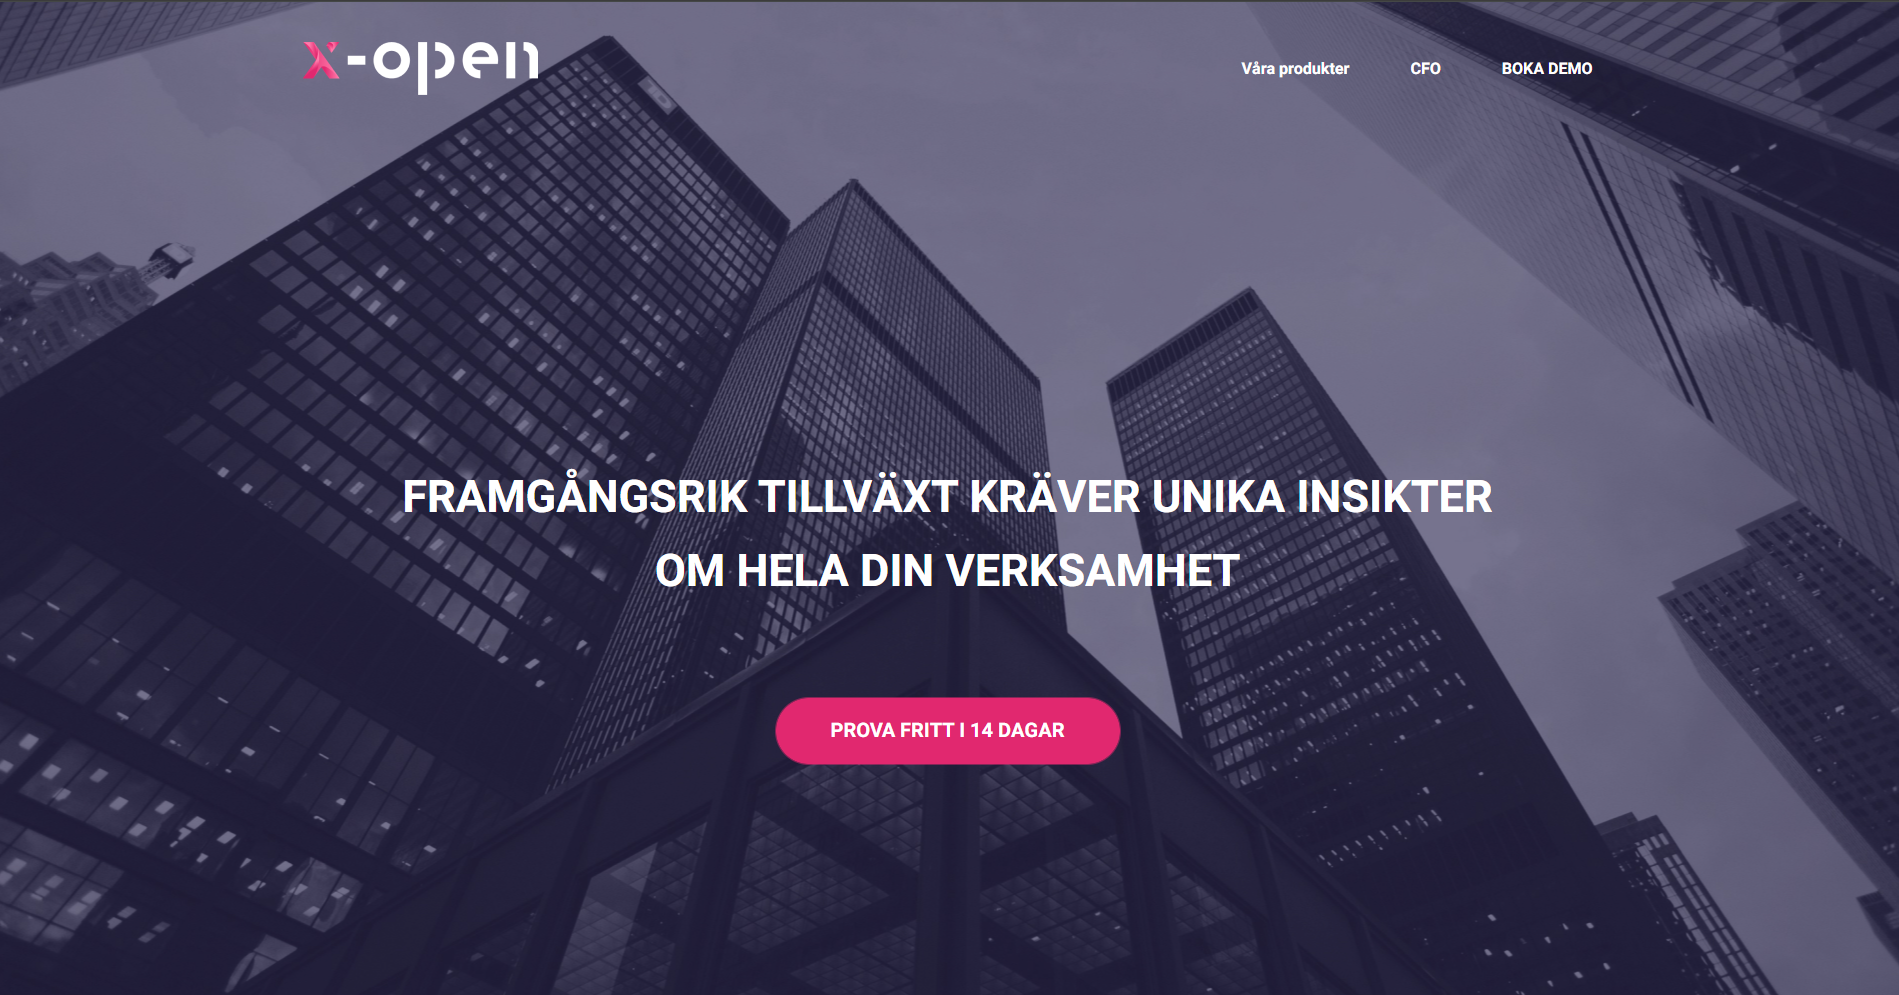 x-open
Våra produkter
CFO
BOKA DEMO
FRAMGÅNGSRIK TILLVÄXT KRÄVER UNIKA INSIKTER
OM HELA DIN VERKSAMHET
PROVA FRITT I 14 DAGAR